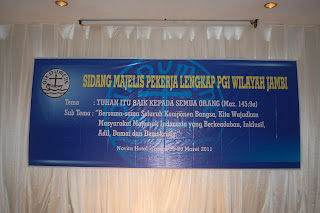 SIDANG MAJELIS PEKERJA LENGKAP PGI WILAYAH JAMBI
Tema : TUHAN ITU BAIK KEPADA SEMUA ORANG (Maz. 145:9a)
Sub Tema : "Bersama-sama Seluruh Komponen Bangsa, Kita Wujudkan
Masyarakat Majemuk Indonesia yang Berkeadaban, Inklusif,
Adil, Damai dan Demokratis"
Novita Hotel Maret 2011